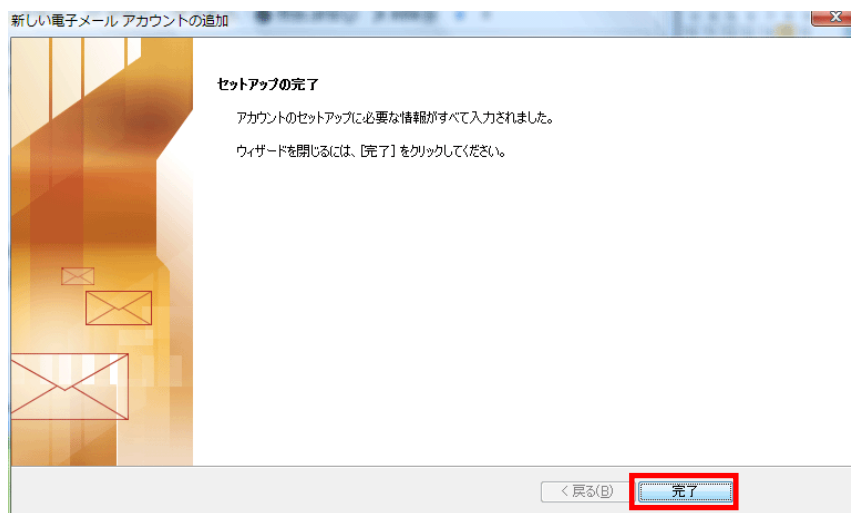 新しい電子メール アカウントの追加
セットアップの完了
アカウントのセットアップに必要な情報がすべて入力されました。
ウィザードを閉じるには、[完了] をクリックしてください。
< 戻る(B)
完了